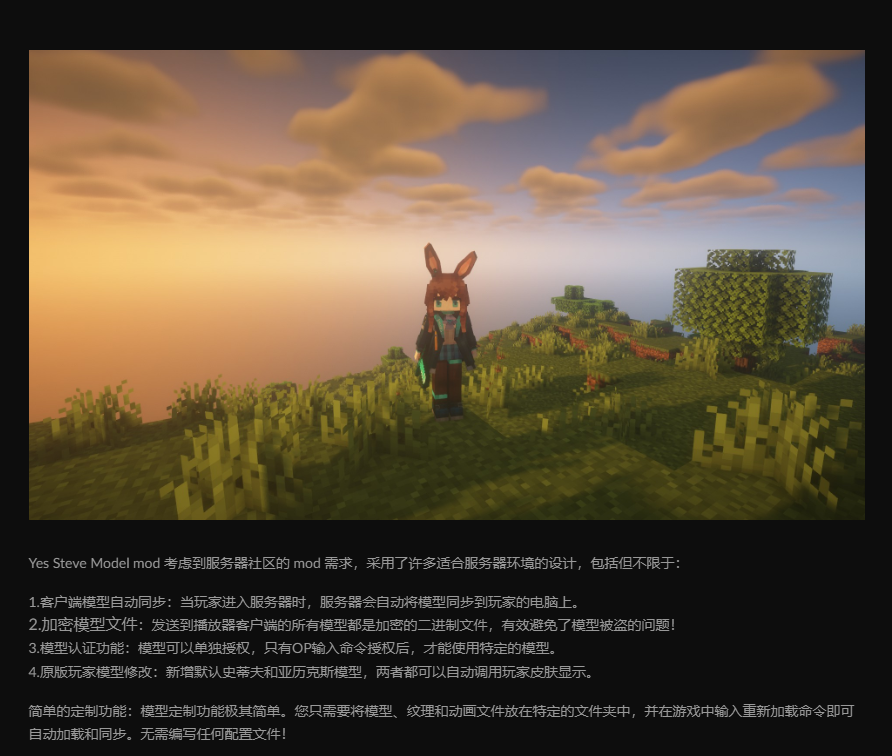 Yes Steve Model mod 考虑到服务器社区的 mod 需求，采用了许多适合服务器环境的设计，包括但不限于：
1.客户端模型自动同步：当玩家进入服务器时，服务器会自动将模型同步到玩家的电脑上。
2.加密模型文件：发送到播放器客户端的所有模型都是加密的二进制文件，有效避免了模型被盗的问题！
3.模型认证功能：模型可以单独授权，只有OP输入命令授权后，才能使用特定的模型。
4.原版玩家模型修改：新增默认史蒂夫和亚历克斯模型，两者都可以自动调用玩家皮肤显示。
简单的定制功能：模型定制功能极其简单。您只需要将模型、纹理和动画文件放在特定的文件夹中，并在游戏中输入重新加载命令即可
自动加载和同步。无需编写任何配置文件！